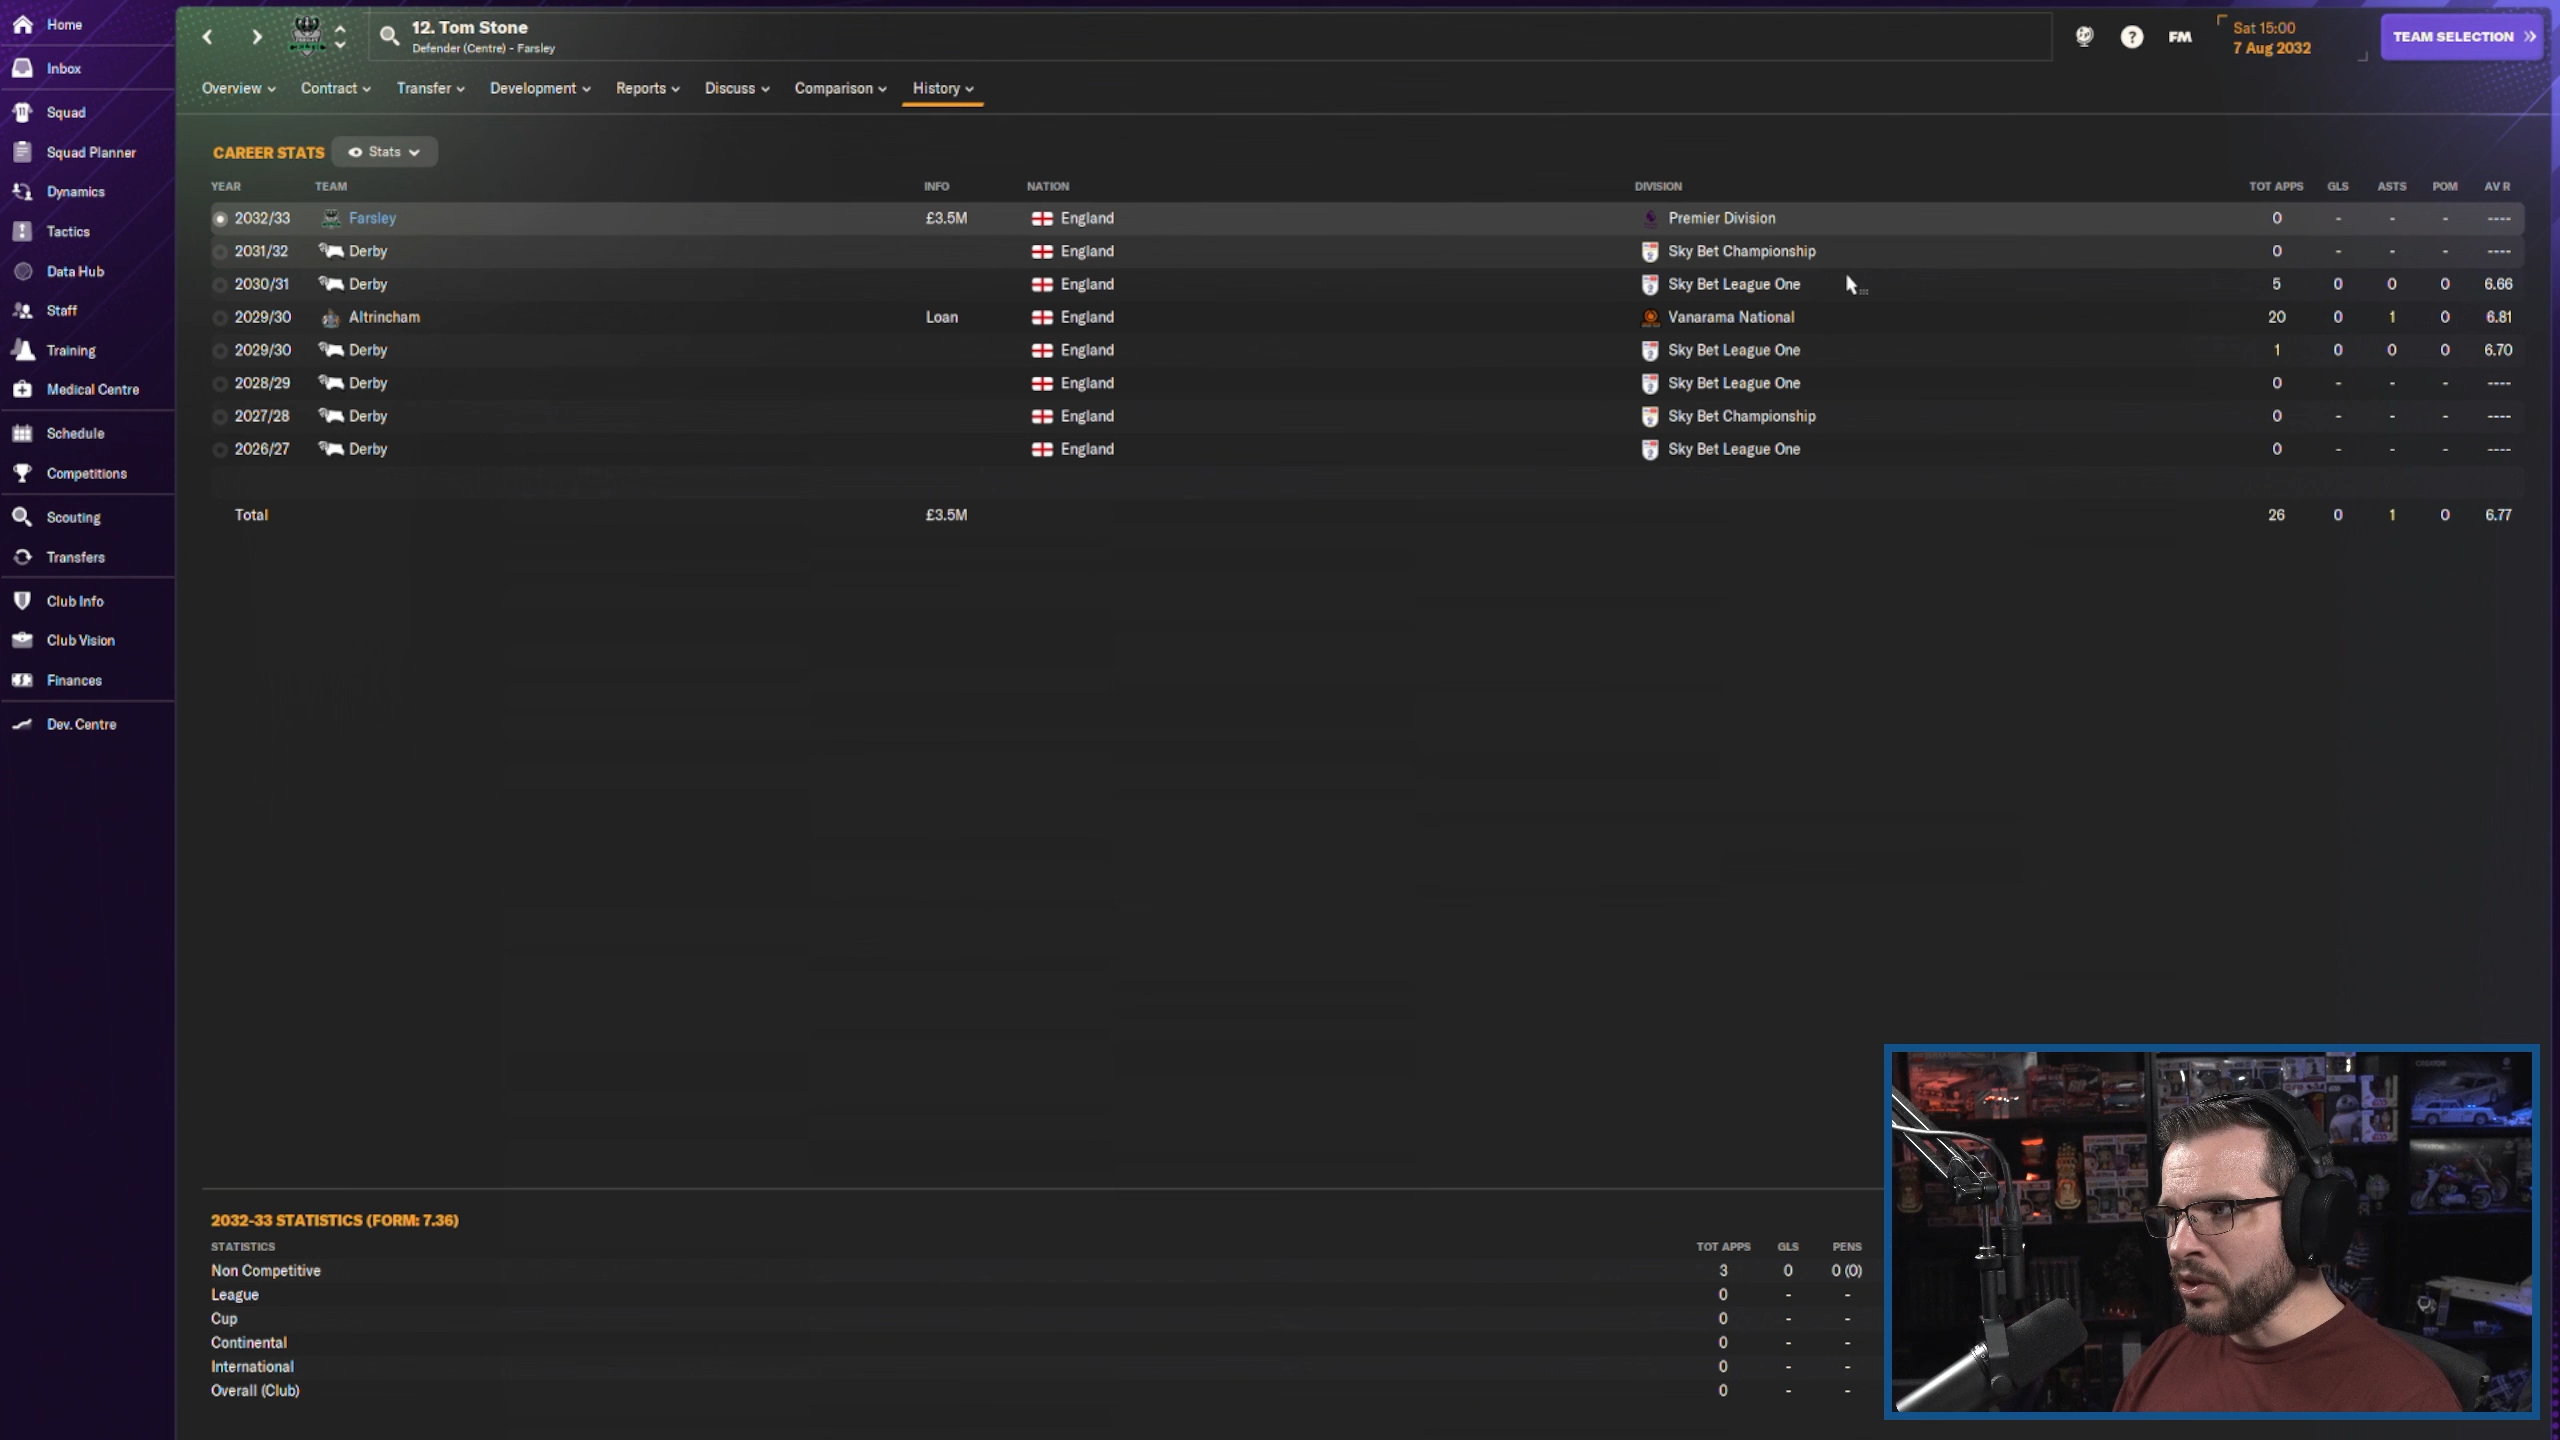 Home
Inbox
Squad
Squad Planner
Dynamics
Tactics
Data Hub
Staff
Training
Medical Centre
Schedule
Competitions
Scouting
Transfers
Club Info
Club Vision
Finances
Dev. Centre
12. Tom Stone
Defender (Centre) - Farsley
? FM
Sat 15:00
7 Aug 2032
TEAM SELECTION
Overview Contract Transfer Development Reports Discuss Comparison History
CAREER STATS Stats
YEAR TEAM INFO NATION DIVISION TOT APPS GLS ASTS POM AV R
2032/33 Farsley £3.5M England Premier Division 0 - - - ----
2031/32 Derby England Sky Bet Championship 0 - - - ----
2030/31 Derby England Sky Bet League One 5 0 0 0 6.66
2029/30 Altrincham Loan England Vanarama National 20 0 1 0 6.81
2029/30 Derby England Sky Bet League One 1 0 0 0 6.70
2028/29 Derby England Sky Bet League One 0 - - - ----
2027/28 Derby England Sky Bet Championship 0 - - - ----
2026/27 Derby England Sky Bet League One 0 - - - ----
Total £3.5M 26 0 1 0 6.77
2032-33 STATISTICS (FORM: 7.36)
STATISTICS TOT APPS GLS PENS
Non Competitive 3 0 0 (0)
League 0 - -
Cup 0 - -
Continental 0 - -
International 0 - -
Overall (Club) 0 - -